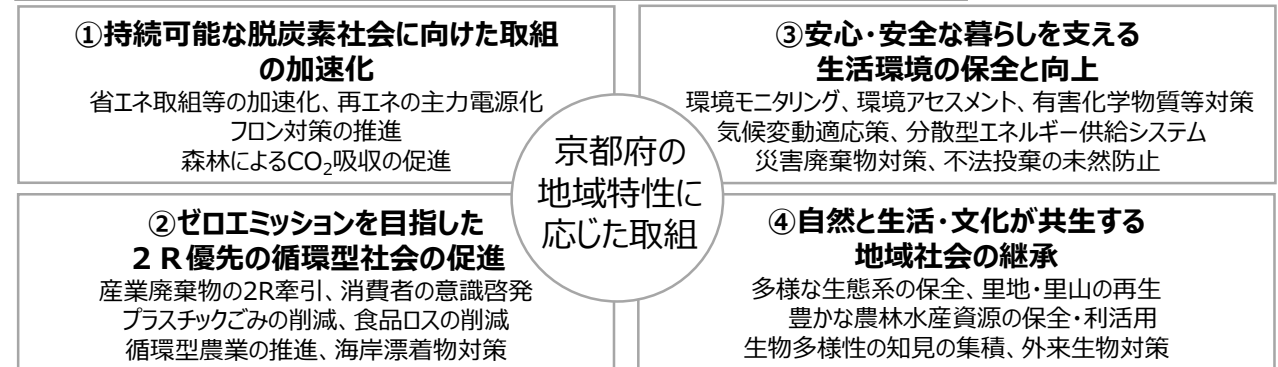 ①持続可能な脱炭素社会に向けた取組
の加速化
省エネ取組等の加速化、再エネの主力電源化
フロン対策の推進
森林によるCO₂吸収の促進
②ゼロエミッションを目指した
２Ｒ優先の循環型社会の促進
産業廃棄物の2R牽引、消費者の意識啓発
プラスチックごみの削減、食品ロスの削減
循環型農業の推進、海岸漂着物対策
京都府の
地域特性に
応じた取組
③安心・安全な暮らしを支える
生活環境の保全と向上
環境モニタリング、環境アセスメント、有害化学物質等対策
気候変動適応策、分散型エネルギー供給システム
災害廃棄物対策、不法投棄の未然防止
④自然と生活・文化が共生する
地域社会の継承
多様な生態系の保全、里地・里山の再生
豊かな農林水産資源の保全・利活用
生物多様性の知見の集積、外来生物対策